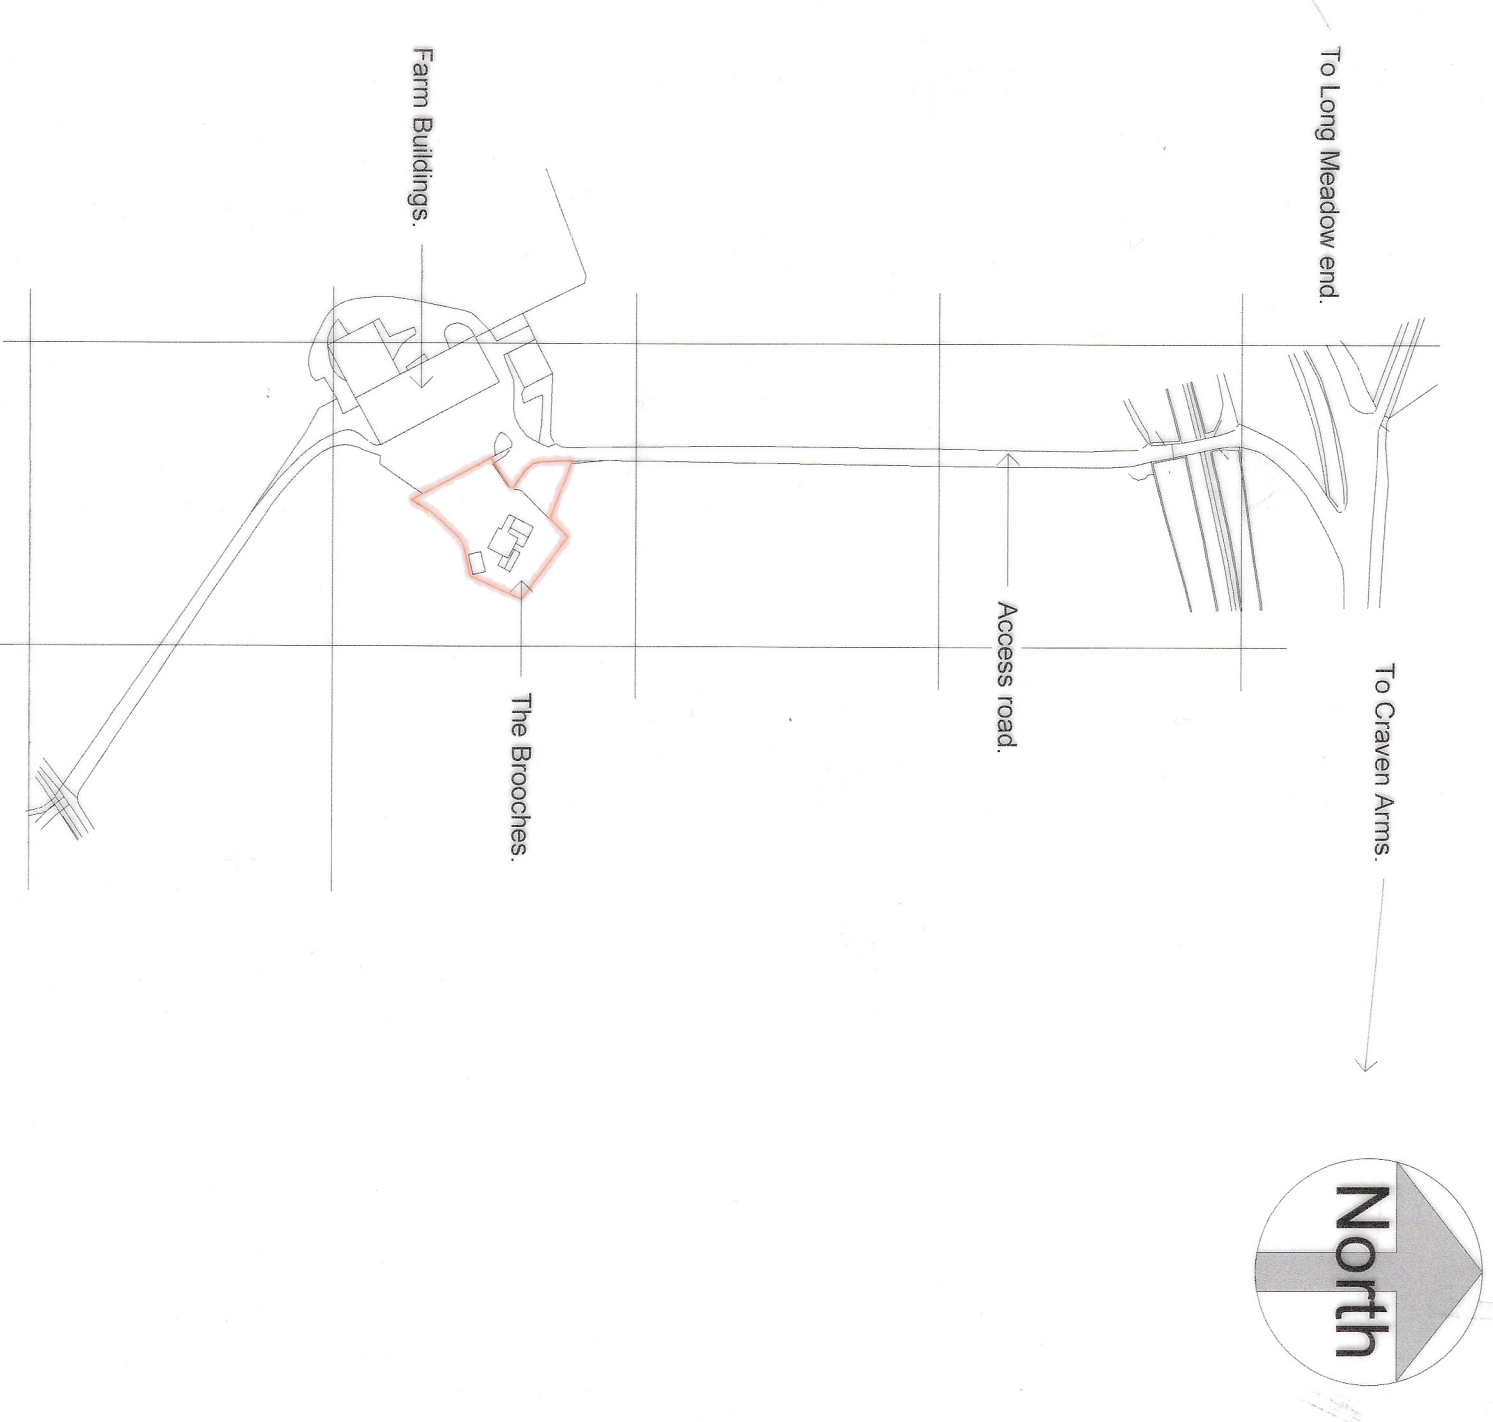 To Long Meadow end.
To Craven Arms.
North
Access road.
The Brooches.
Farm Buildings.